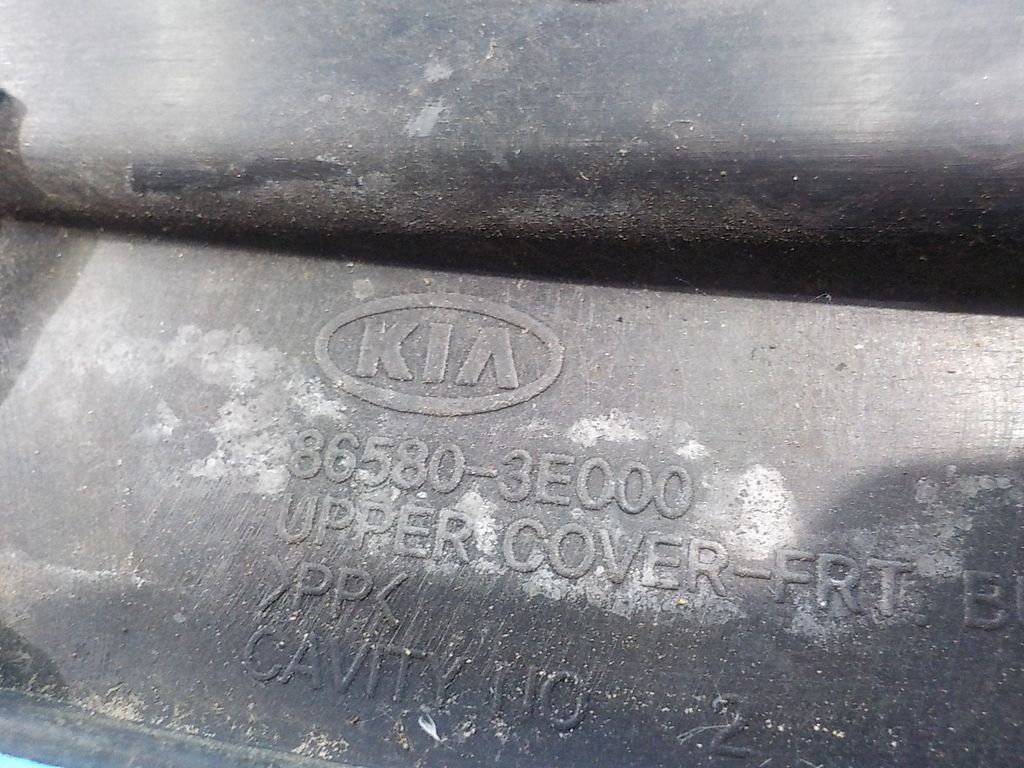 KIA
86580-3E000
UPPER COVER-FRT.
>PP<
CAVITY NO 2